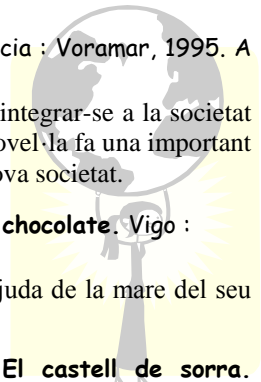 cia : Voramar, 1995. A
integrar-se a la societat
ovel·la fa una important
ova societat.
chocolate. Vigo :
juda de la mare del seu
El castell de sorra.